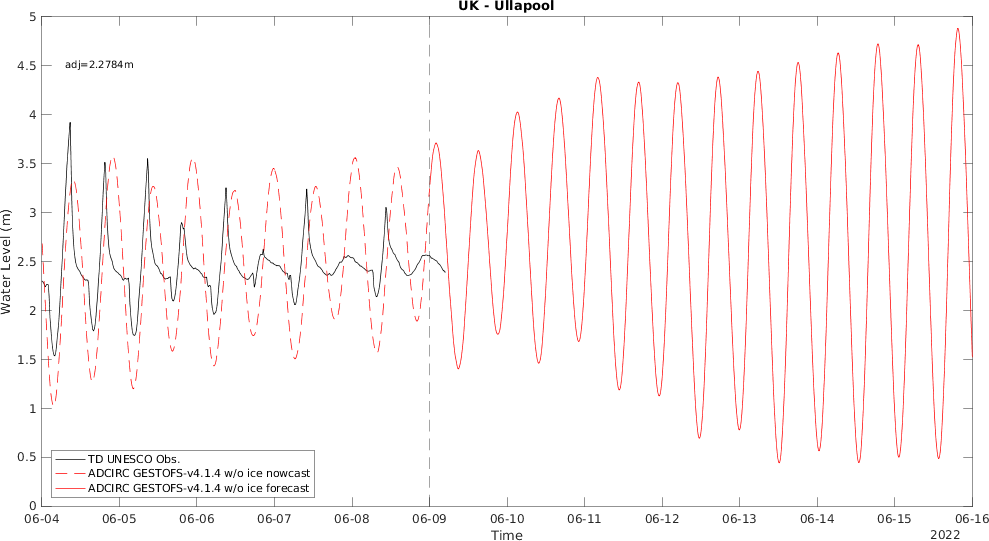 UK - Ullapool
5
4.5
4
3.5
3
2.5
2
1.5
1
0.5
0
Water Level (m)
adj=2.2784m
TD UNESCO Obs.
ADCIRC GESTOFS-v4.1.4 w/o ice nowcast
ADCIRC GESTOFS-v4.1.4 w/o ice forecast
06-04 06-05 06-06 06-07 06-08 06-09 06-10 06-11 06-12 06-13 06-14 06-15 06-16
Time
2022